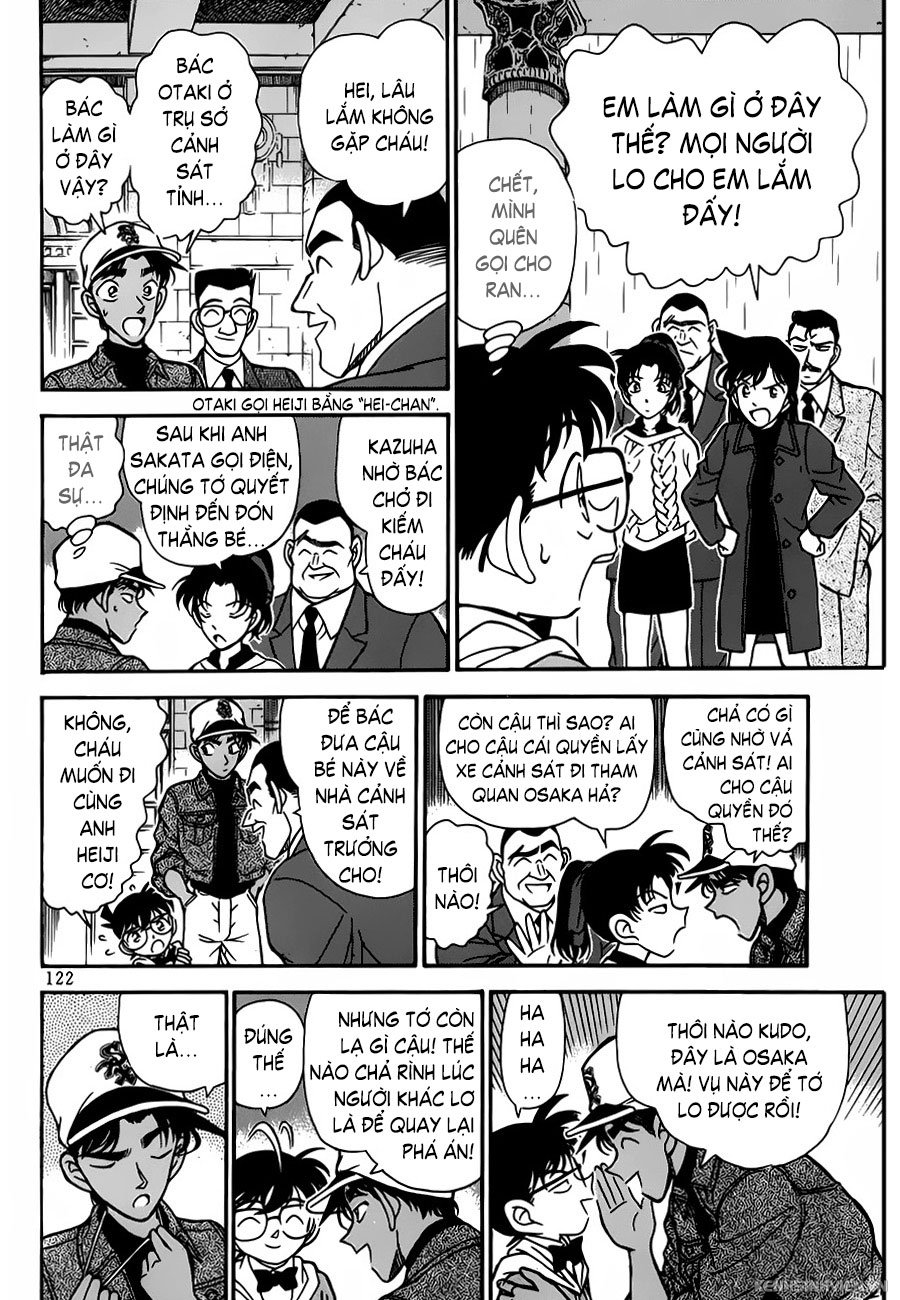 EM LÀM GÌ Ở ĐÂY
THẾ? MỌI NGƯỜI
LO CHO EM LẮM
ĐẤY!
CHẾT,
MÌNH
QUÊN
GỌI CHO
RAN...
HEI, LÂU
LẮM KHÔNG
GẶP CHÁU!
BÁC
OTAKI Ở
TRỤ SỞ
CẢNH
SÁT
TỈNH...
BÁC
LÀM GÌ
Ở ĐÂY
VẬY?
OTAKI GỌI HEIJI BẰNG "HEI-CHAN".
KAZUHA
NHỜ BÁC
CHỞ ĐI
KIẾM
CHÁU
ĐẤY!
SAU KHI ANH
SAKATA GỌI ĐIỆN,
CHÚNG TỚ QUYẾT
ĐỊNH ĐẾN ĐÓN
THẰNG BÉ...
THẬT
ĐA
SỰ...
CHẢ CÓ GÌ
CŨNG NHỜ VẢ
CẢNH SÁT! AI
CHO CẬU
QUYỀN ĐÓ
THẾ?
CÒN CẬU THÌ SAO? AI
CHO CẬU CÁI QUYỀN LẤY
XE CẢNH SÁT ĐI THAM
QUAN OSAKA HẢ?
THÔI
NÀO!
ĐỂ BÁC
ĐƯA CẬU
BÉ NÀY VỀ
NHÀ CẢNH
SÁT
TRƯỞNG
CHO!
KHÔNG,
CHÁU
MUỐN ĐI
CÙNG
ANH
HEIJI
CƠ!
122
THÔI NÀO KUDO,
ĐÂY LÀ OSAKA
MÀ! VỤ NÀY ĐỂ TỚ
LO ĐƯỢC RỒI!
HA
HA
HA
...
NHƯNG TỚ CÒN
LẠ GÌ CẬU! THẾ
NÀO CHẢ RÌNH LÚC
NGƯỜI KHÁC LƠ
LÀ ĐỂ QUAY LẠI
PHÁ ÁN!
ĐÚNG
THẾ
THẬT
LÀ...